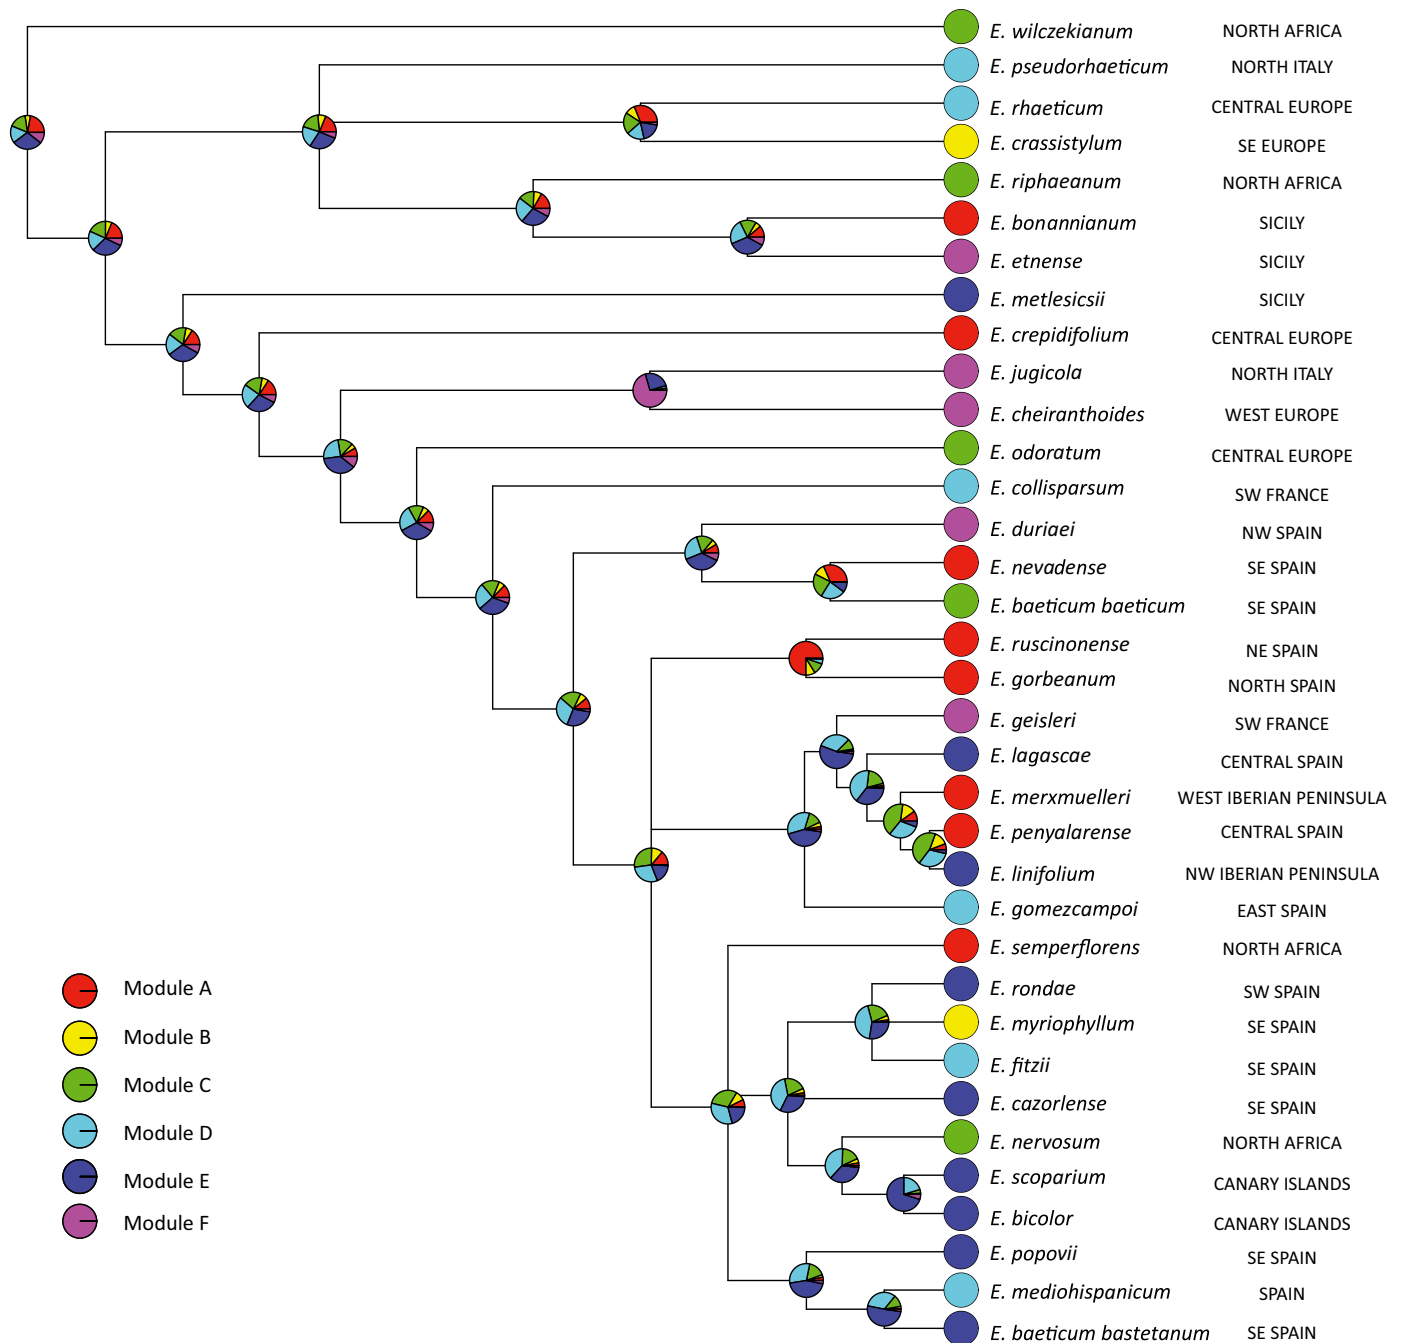 E. wilczekianum NORTH AFRICA
E. pseudorhaeticum NORTH ITALY
E. rhaeticum CENTRAL EUROPE
E. crassistylum SE EUROPE
E. riphaeanum NORTH AFRICA
E. bonannianum SICILY
E. etnense SICILY
E. metlesicsii SICILY
E. crepidifolium CENTRAL EUROPE
E. jugicola NORTH ITALY
E. cheiranthoides WEST EUROPE
E. odoratum CENTRAL EUROPE
E. collisparsum SW FRANCE
E. duriaei NW SPAIN
E. nevadense SE SPAIN
E. baeticum baeticum SE SPAIN
E. ruscinonense NE SPAIN
E. gorbeanum NORTH SPAIN
E. geisleri SW FRANCE
E. lagascae CENTRAL SPAIN
E. merxmuelleri WEST IBERIAN PENINSULA
E. penyalarense CENTRAL SPAIN
E. linifolium NW IBERIAN PENINSULA
E. gomezcampoi EAST SPAIN
E. semperflorens NORTH AFRICA
E. rondae SW SPAIN
E. myriophyllum SE SPAIN
E. fitzii SE SPAIN
E. cazorlense SE SPAIN
E. nervosum NORTH AFRICA
E. scoparium CANARY ISLANDS
E. bicolor CANARY ISLANDS
E. popovii SE SPAIN
E. mediohispanicum SPAIN
E. baeticum bastetanum SE SPAIN
Module A
Module B
Module C
Module D
Module E
Module F